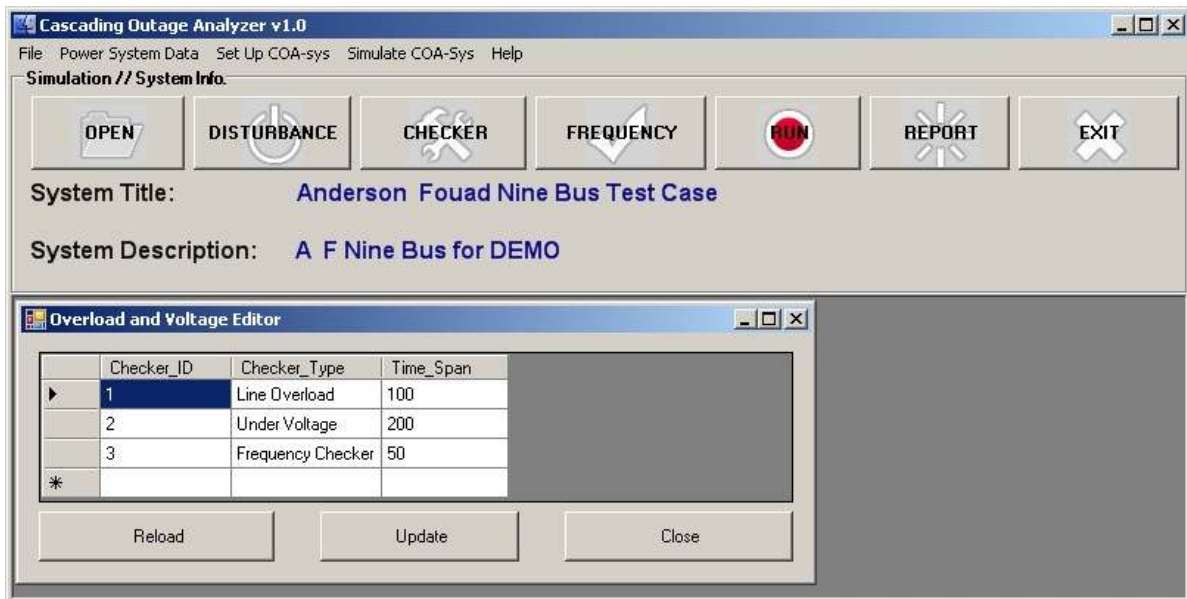 Cascading Outage Analyzer v1.0
File Power System Data Set Up COA-sys Simulate COA-Sys Help
Simulation // System Info.
OPEN DISTURBANCE CHECKER FREQUENCY RUN REPORT EXIT
System Title: Anderson Fouad Nine Bus Test Case
System Description: A F Nine Bus for DEMO
Overload and Voltage Editor
Checker_ID Checker_Type Time_Span
1 Line Overload 100
2 Under Voltage 200
3 Frequency Checker 50
Reload Update Close